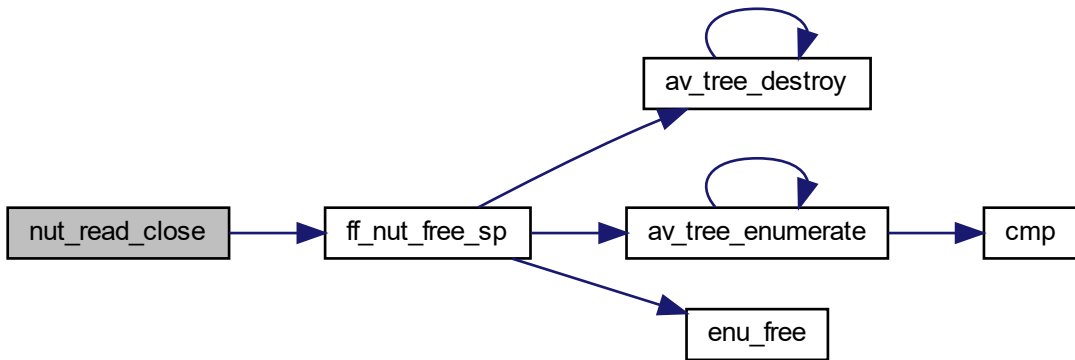 av_tree_destroy
nut_read_close
ff_nut_free_sp
av_tree_enumerate
cmp
enu_free